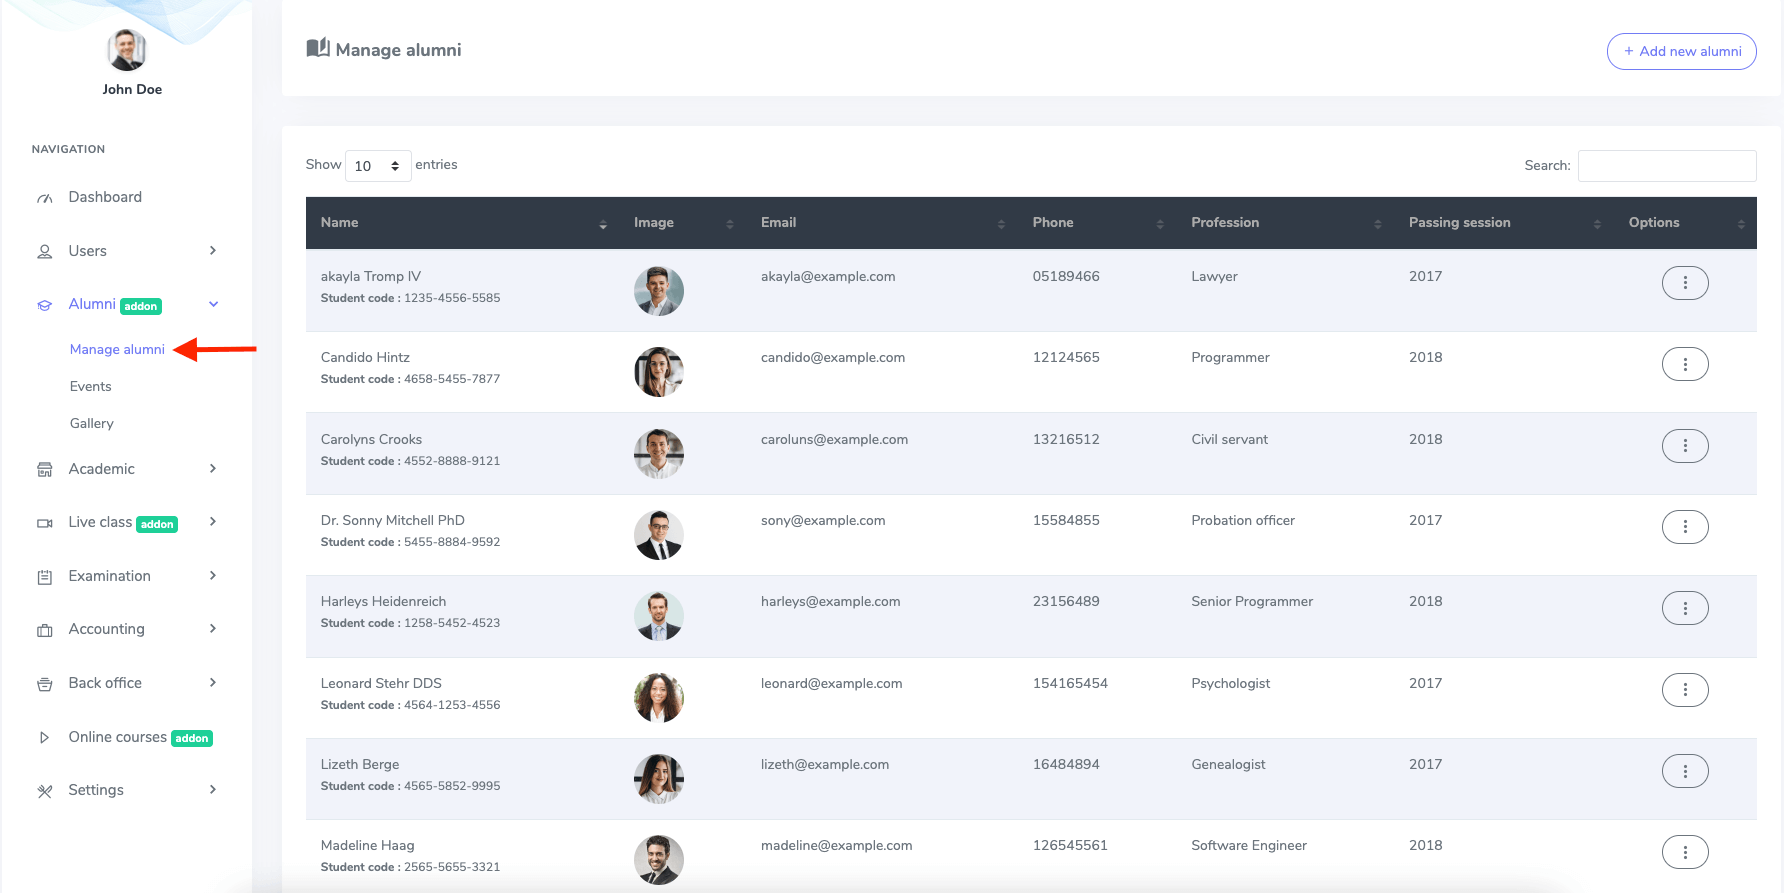 John Doe
NAVIGATION
Dashboard
Users
Alumni addon
Manage alumni
Events
Gallery
Academic
Live class addon
Examination
Accounting
Back office
Online courses addon
Settings
Manage alumni
+ Add new alumni
Show 10 entries
Search:
Name Image Email Phone Profession Passing session Options
akayla Tromp IV akayla@example.com 05189466 Lawyer 2017
Student code : 1235-4556-5585
Candido Hintz candido@example.com 12124565 Programmer 2018
Student code : 4658-5455-7877
Carolyns Crooks caroluns@example.com 13216512 Civil servant 2018
Student code : 4552-8888-9121
Dr. Sonny Mitchell PhD sony@example.com 15584855 Probation officer 2017
Student code : 5455-8884-9592
Harleys Heidenreich harleys@example.com 23156489 Senior Programmer 2018
Student code : 1258-5452-4523
Leonard Stehr DDS leonard@example.com 154165454 Psychologist 2017
Student code : 4564-1253-4556
Lizeth Berge lizeth@example.com 16484894 Genealogist 2017
Student code : 4565-5852-9995
Madeline Haag madeline@example.com 126545561 Software Engineer 2018
Student code : 2565-5655-3321